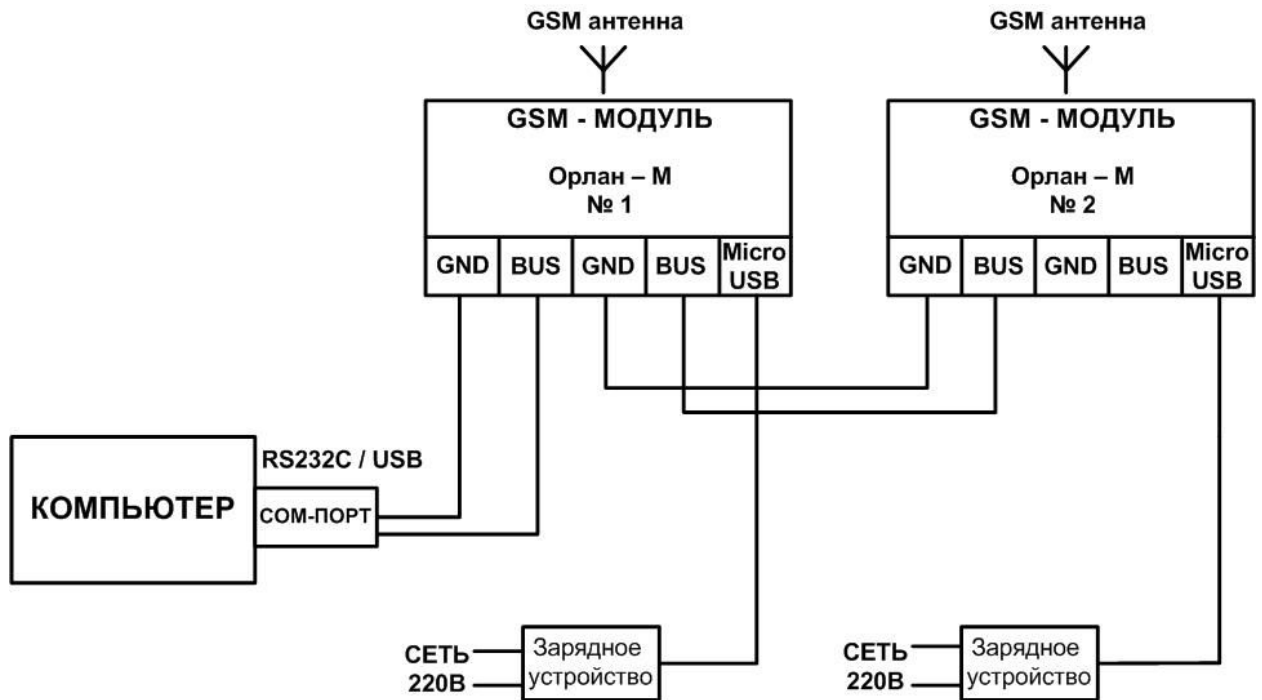 GSM антенна
GSM антенна
GSM - МОДУЛЬ
Орлан – М
№ 1
GND
BUS
GND
BUS
Micro
USB
GSM - МОДУЛЬ
Орлан – М
№ 2
GND
BUS
GND
BUS
Micro
USB
КОМПЬЮТЕР
RS232C / USB
COM-ПОРТ
СЕТЬ
220В
Зарядное
устройство
СЕТЬ
220В
Зарядное
устройство